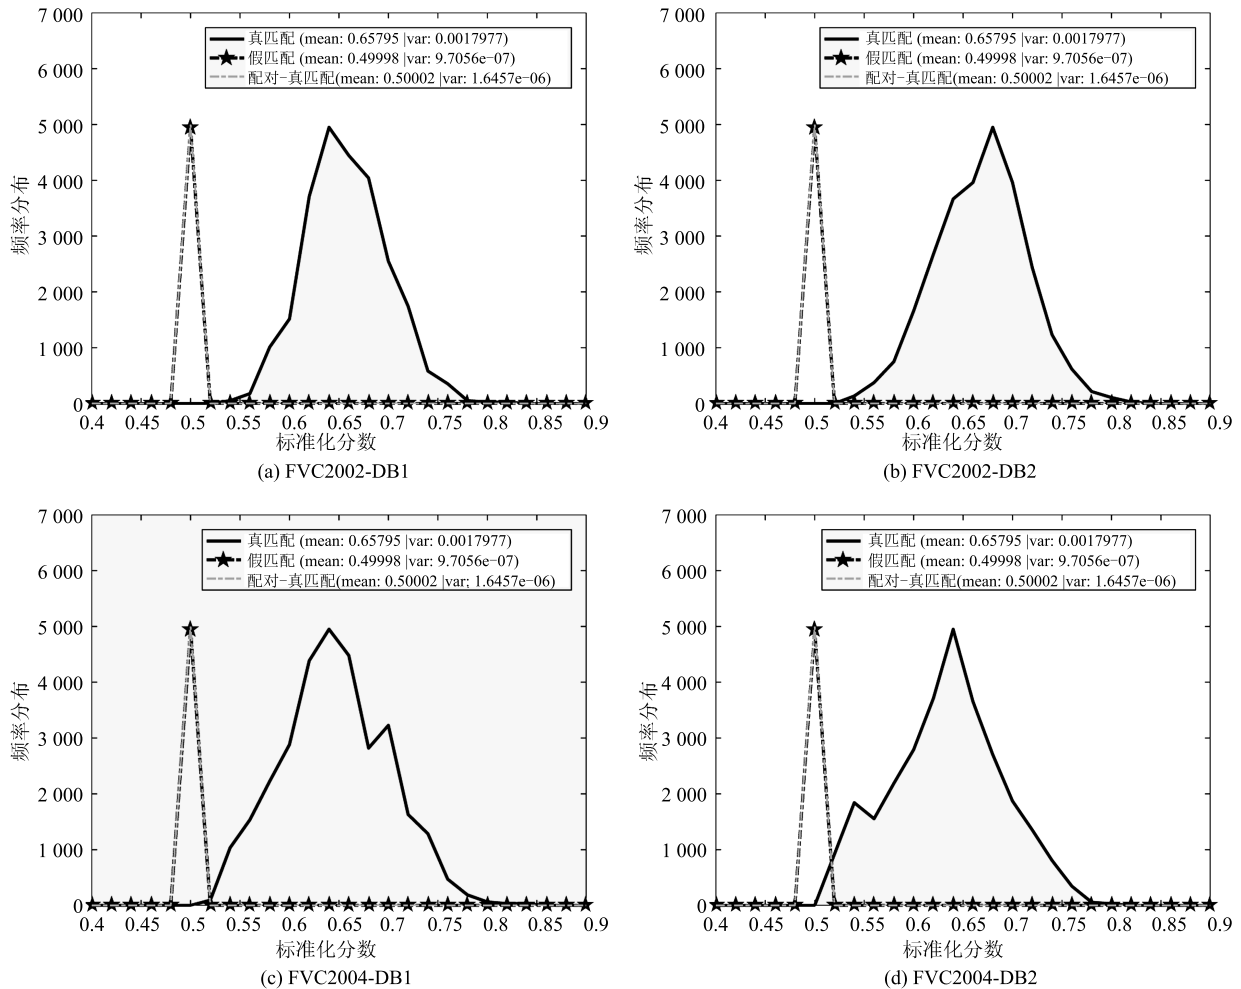 7 000
6 000
5 000
4 000
3 000
2 000
1 000
0
频率分布
真匹配 (mean: 0.65795 |var: 0.0017977)
假匹配 (mean: 0.49998 |var: 9.7056e−07)
配对−真匹配(mean: 0.50002 |var: 1.6457e−06)
0.4 0.45 0.5 0.55 0.6 0.65 0.7 0.75 0.8 0.85 0.9
标准化分数
(a) FVC2002-DB1
7 000
6 000
5 000
4 000
3 000
2 000
1 000
0
频率分布
真匹配 (mean: 0.65795 |var: 0.0017977)
假匹配 (mean: 0.49998 |var: 9.7056e−07)
配对−真匹配(mean: 0.50002 |var: 1.6457e−06)
0.4 0.45 0.5 0.55 0.6 0.65 0.7 0.75 0.8 0.85 0.9
标准化分数
(b) FVC2002-DB2
7 000
6 000
5 000
4 000
3 000
2 000
1 000
0
频率分布
真匹配 (mean: 0.65795 |var: 0.0017977)
假匹配 (mean: 0.49998 |var: 9.7056e−07)
配对−真匹配(mean: 0.50002 |var; 1.6457e−06)
0.4 0.45 0.5 0.55 0.6 0.65 0.7 0.75 0.8 0.85 0.9
标准化分数
(c) FVC2004-DB1
7 000
6 000
5 000
4 000
3 000
2 000
1 000
0
频率分布
真匹配 (mean: 0.65795 |var: 0.0017977)
假匹配 (mean: 0.49998 |var: 9.7056e−07)
配对−真匹配(mean: 0.50002 |var: 1.6457e−06)
0.4 0.45 0.5 0.55 0.6 0.65 0.7 0.75 0.8 0.85 0.9
标准化分数
(d) FVC2004-DB2